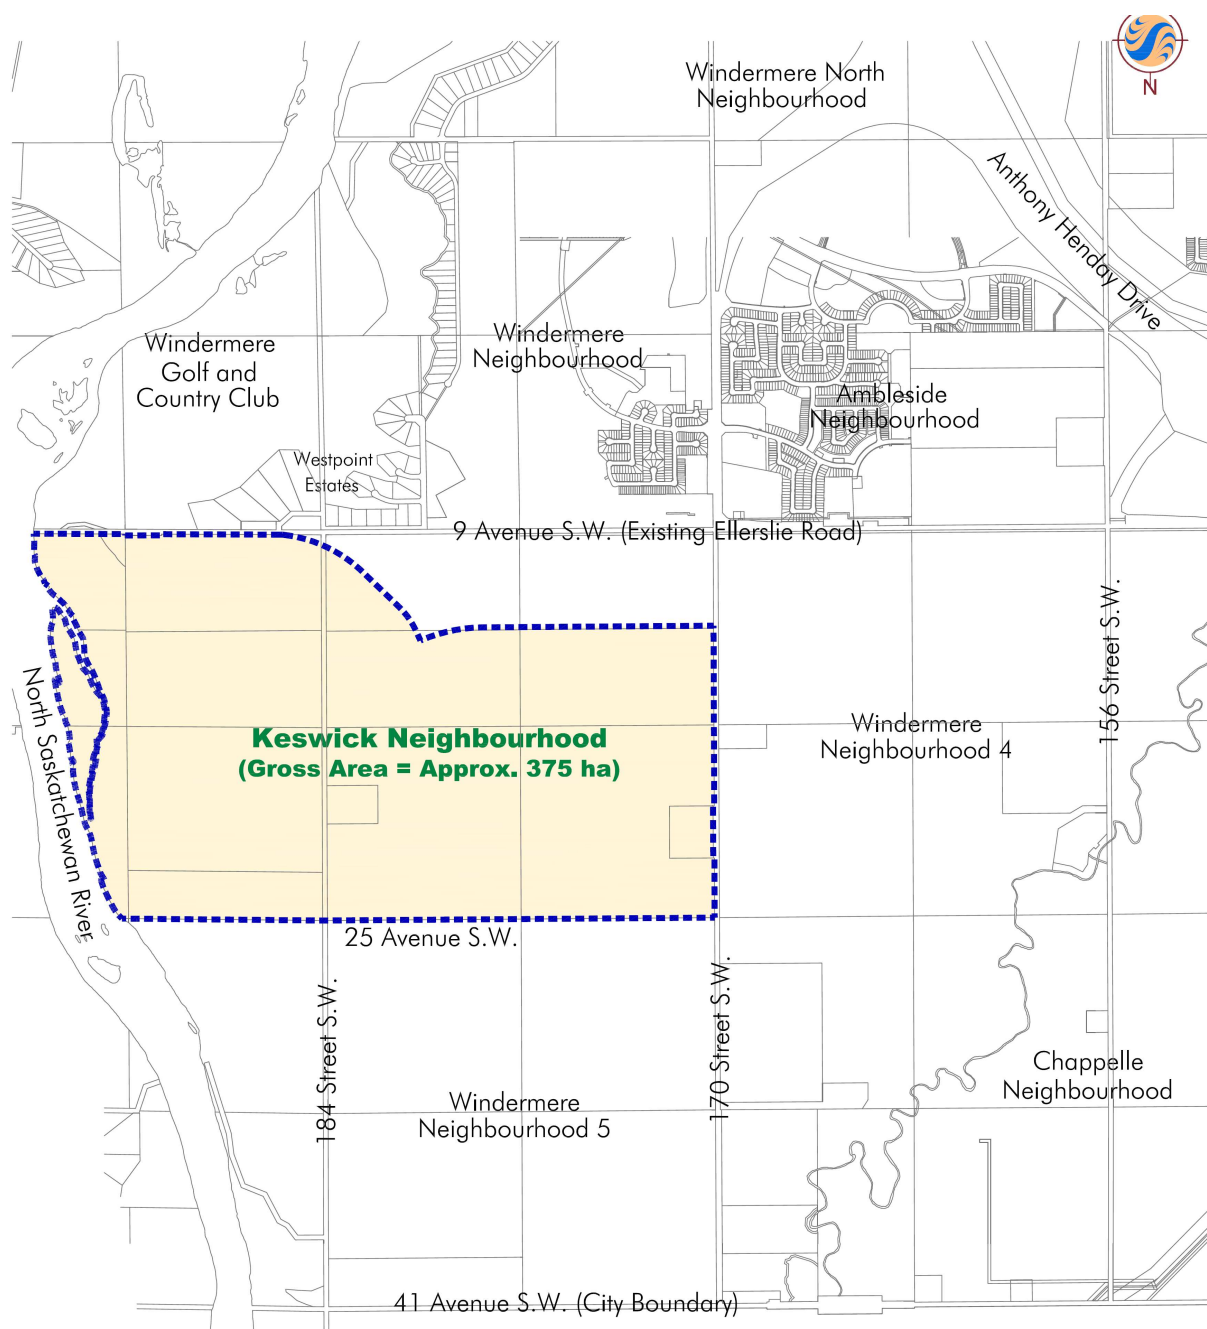 N
Windermere North
Neighbourhood
Anthony Henday Drive
Windermere
Golf and
Country Club
Windermere
Neighbourhood
Ambleside
Neighbourhood
Westpoint
Estates
9 Avenue S.W. (Existing Ellerslie Road)
156 Street S.W.
North Saskatchewan River
Keswick Neighbourhood
(Gross Area = Approx. 375 ha)
Windermere
Neighbourhood 4
25 Avenue S.W.
184 Street S.W.
170 Street S.W.
Chappelle
Neighbourhood
Windermere
Neighbourhood 5
41 Avenue S.W. (City Boundary)